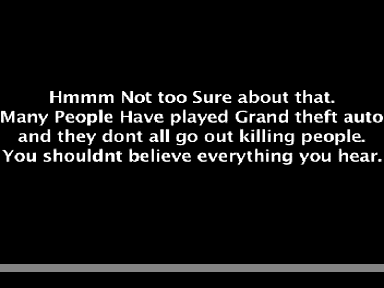 Hmmm Not too Sure about that.
Many People Have played Grand theft auto
and they dont all go out killing people.
You shouldnt believe everything you hear.